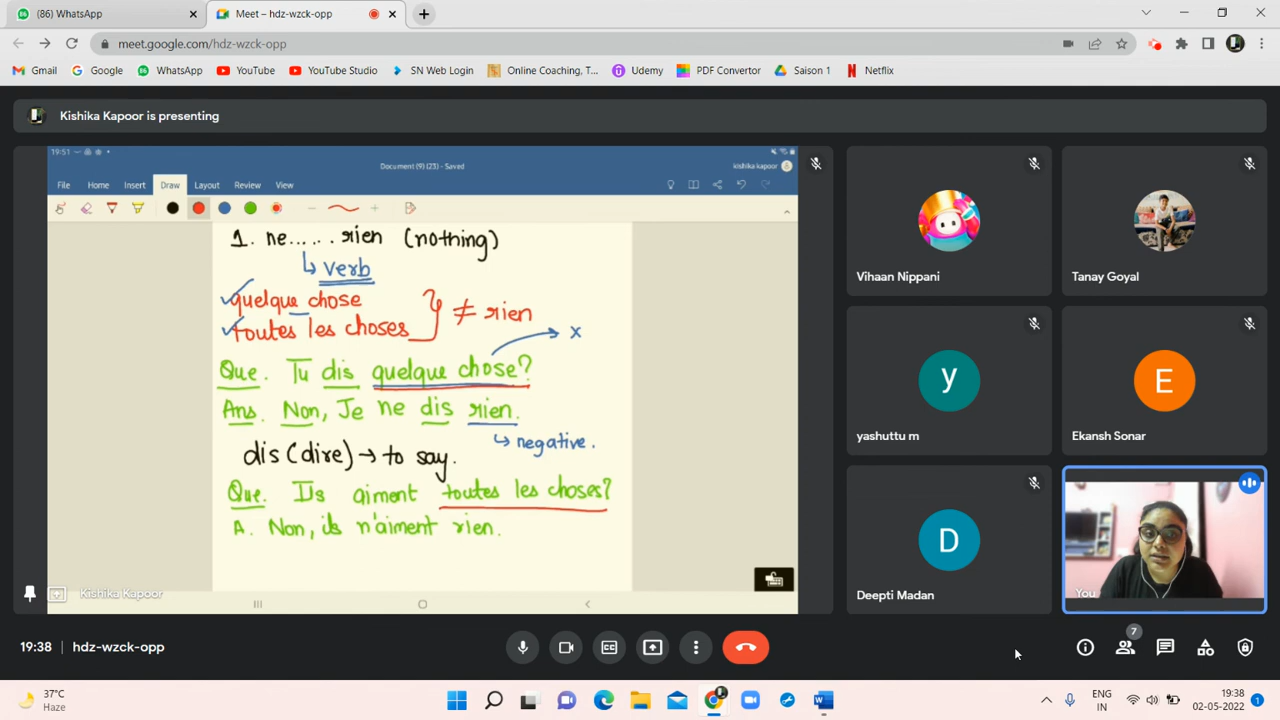 (86) WhatsApp
Meet – hdz-wzck-opp
meet.google.com/hdz-wzck-opp
Gmail Google WhatsApp YouTube YouTube Studio SN Web Login Online Coaching, T... Udemy PDF Convertor Saison 1 Netflix
Kishika Kapoor is presenting
19:51
Document (9) (23) - Saved
kishika kapoor
File Home Insert Draw Layout Review View
1. ne...... rien (nothing)
↳ verb
quelque chose
toutes les choses
≠ rien
x
Que. Tu dis quelque chose?
Ans. Non, Je ne dis rien.
↳ negative.
dis (dire) → to say.
Que. Ils aiment toutes les choses?
A. Non, ils n'aiment rien.
Kishika Kapoor
Vihaan Nippani
Tanay Goyal
y
yashuttu m
E
Ekansh Sonar
D
Deepti Madan
You
19:38 hdz-wzck-opp
7
37°C
Haze
ENG
IN
19:38
02-05-2022
1